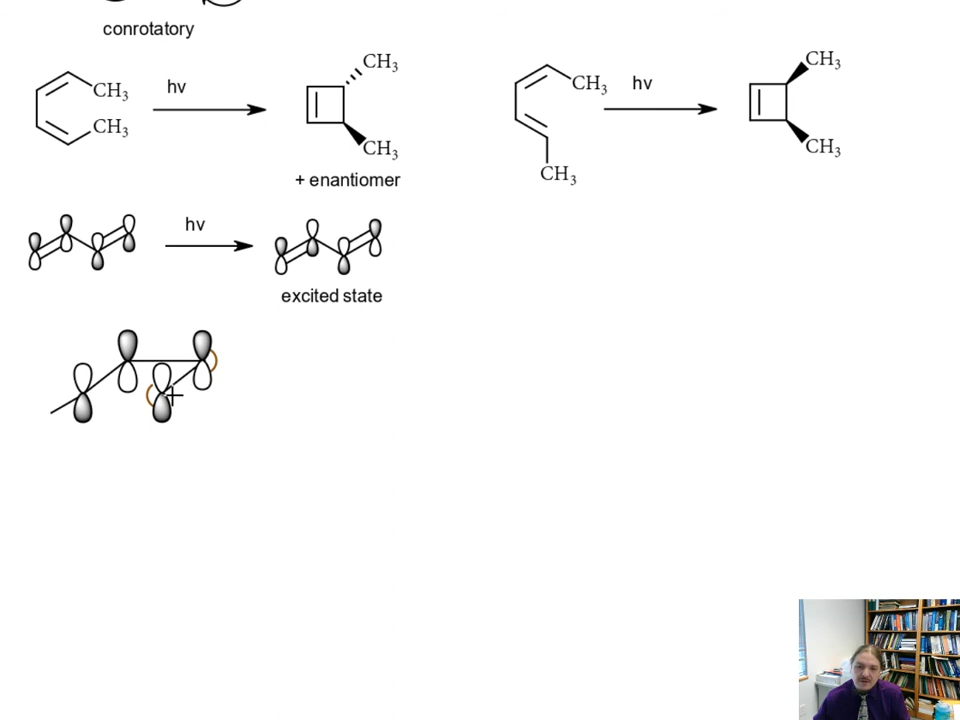 conrotatory
CH3
CH3
hv
CH3
CH3
+ enantiomer
CH3
CH3
hv
CH3
CH3
hv
excited state